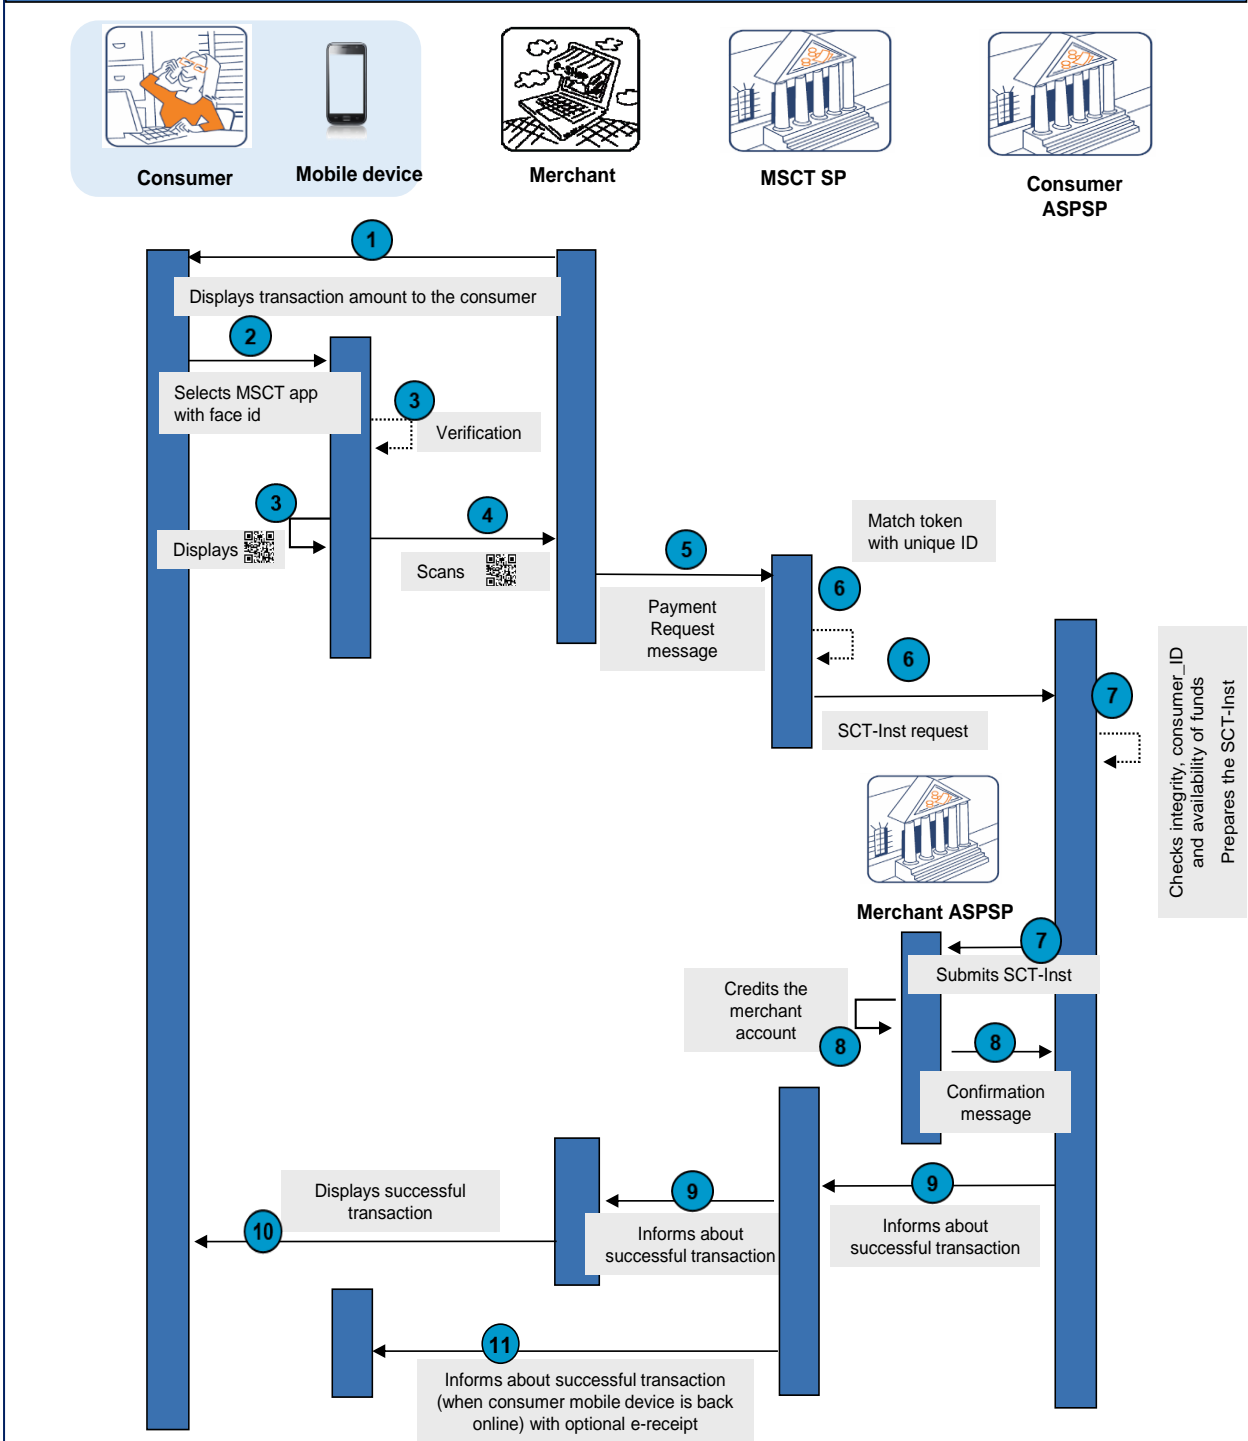 e-Shop
Consumer
Mobile device
Merchant
MSCT SP
Consumer
ASPSP
1
Displays transaction amount to the consumer
2
Selects MSCT app
with face id
3
Verification
3
Displays
4
Scans
5
Payment
Request
message
Match token
with unique ID
6
6
SCT-Inst request
7
Checks integrity, consumer_ID
and availability of funds
Prepares the SCT-Inst
Merchant ASPSP
7
Submits SCT-Inst
Credits the
merchant
account
8
8
Confirmation
message
9
Informs about
successful transaction
9
Informs about
successful transaction
Displays successful
transaction
10
11
Informs about successful transaction
(when consumer mobile device is back
online) with optional e-receipt